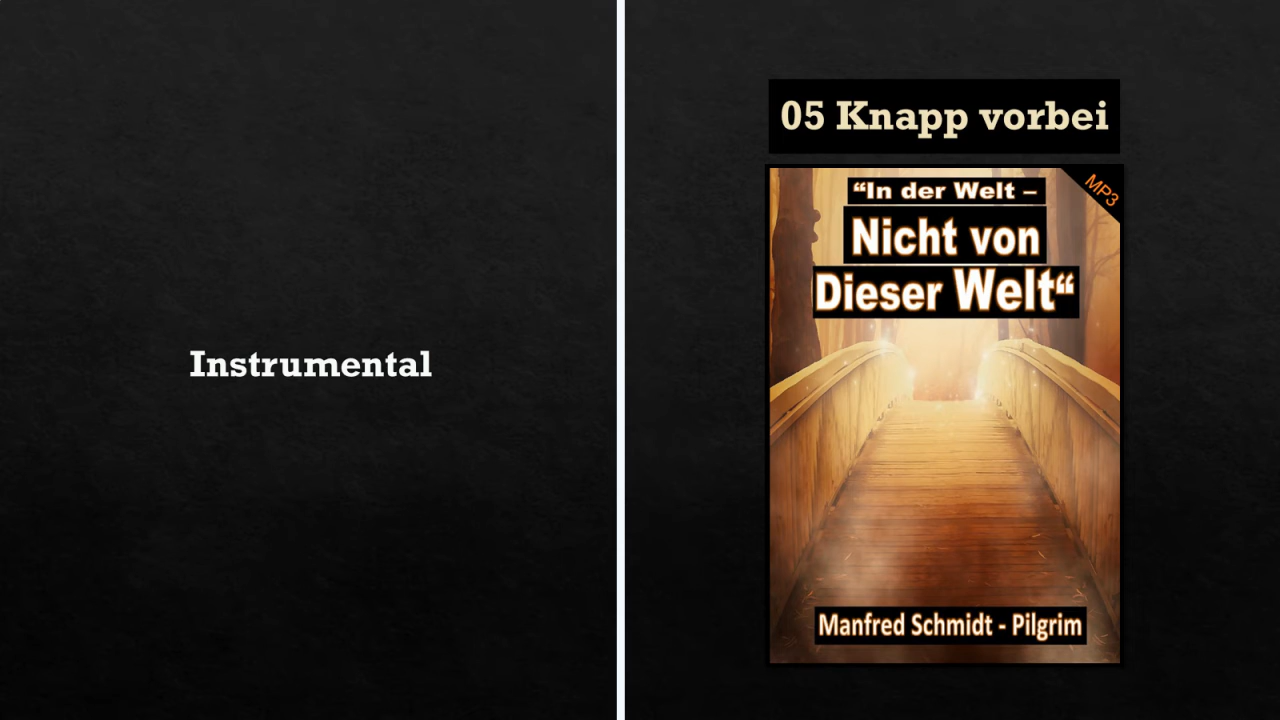 Instrumental
05 Knapp vorbei
MP3
“In der Welt –
Nicht von
Dieser Welt“
Manfred Schmidt - Pilgrim